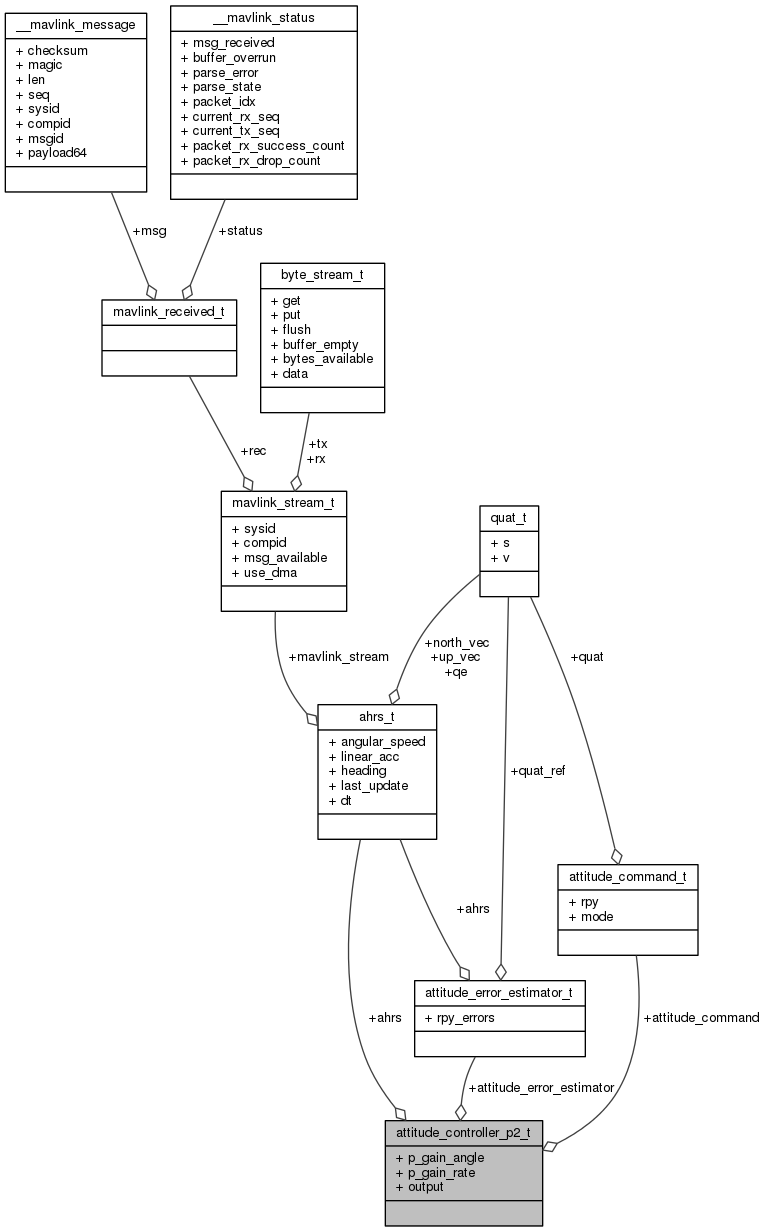 __mavlink_message
+ checksum
+ magic
+ len
+ seq
+ sysid
+ compid
+ msgid
+ payload64
__mavlink_status
+ msg_received
+ buffer_overrun
+ parse_error
+ parse_state
+ packet_idx
+ current_rx_seq
+ current_tx_seq
+ packet_rx_success_count
+ packet_rx_drop_count
+msg
+status
byte_stream_t
+ get
+ put
+ flush
+ buffer_empty
+ bytes_available
+ data
mavlink_received_t
+rec
+tx
+rx
mavlink_stream_t
+ sysid
+ compid
+ msg_available
+ use_dma
quat_t
+ s
+ v
+mavlink_stream
+north_vec
+up_vec
+qe
+quat
ahrs_t
+ angular_speed
+ linear_acc
+ heading
+ last_update
+ dt
+quat_ref
attitude_command_t
+ rpy
+ mode
+ahrs
attitude_error_estimator_t
+ rpy_errors
+ahrs
+attitude_command
+attitude_error_estimator
attitude_controller_p2_t
+ p_gain_angle
+ p_gain_rate
+ output